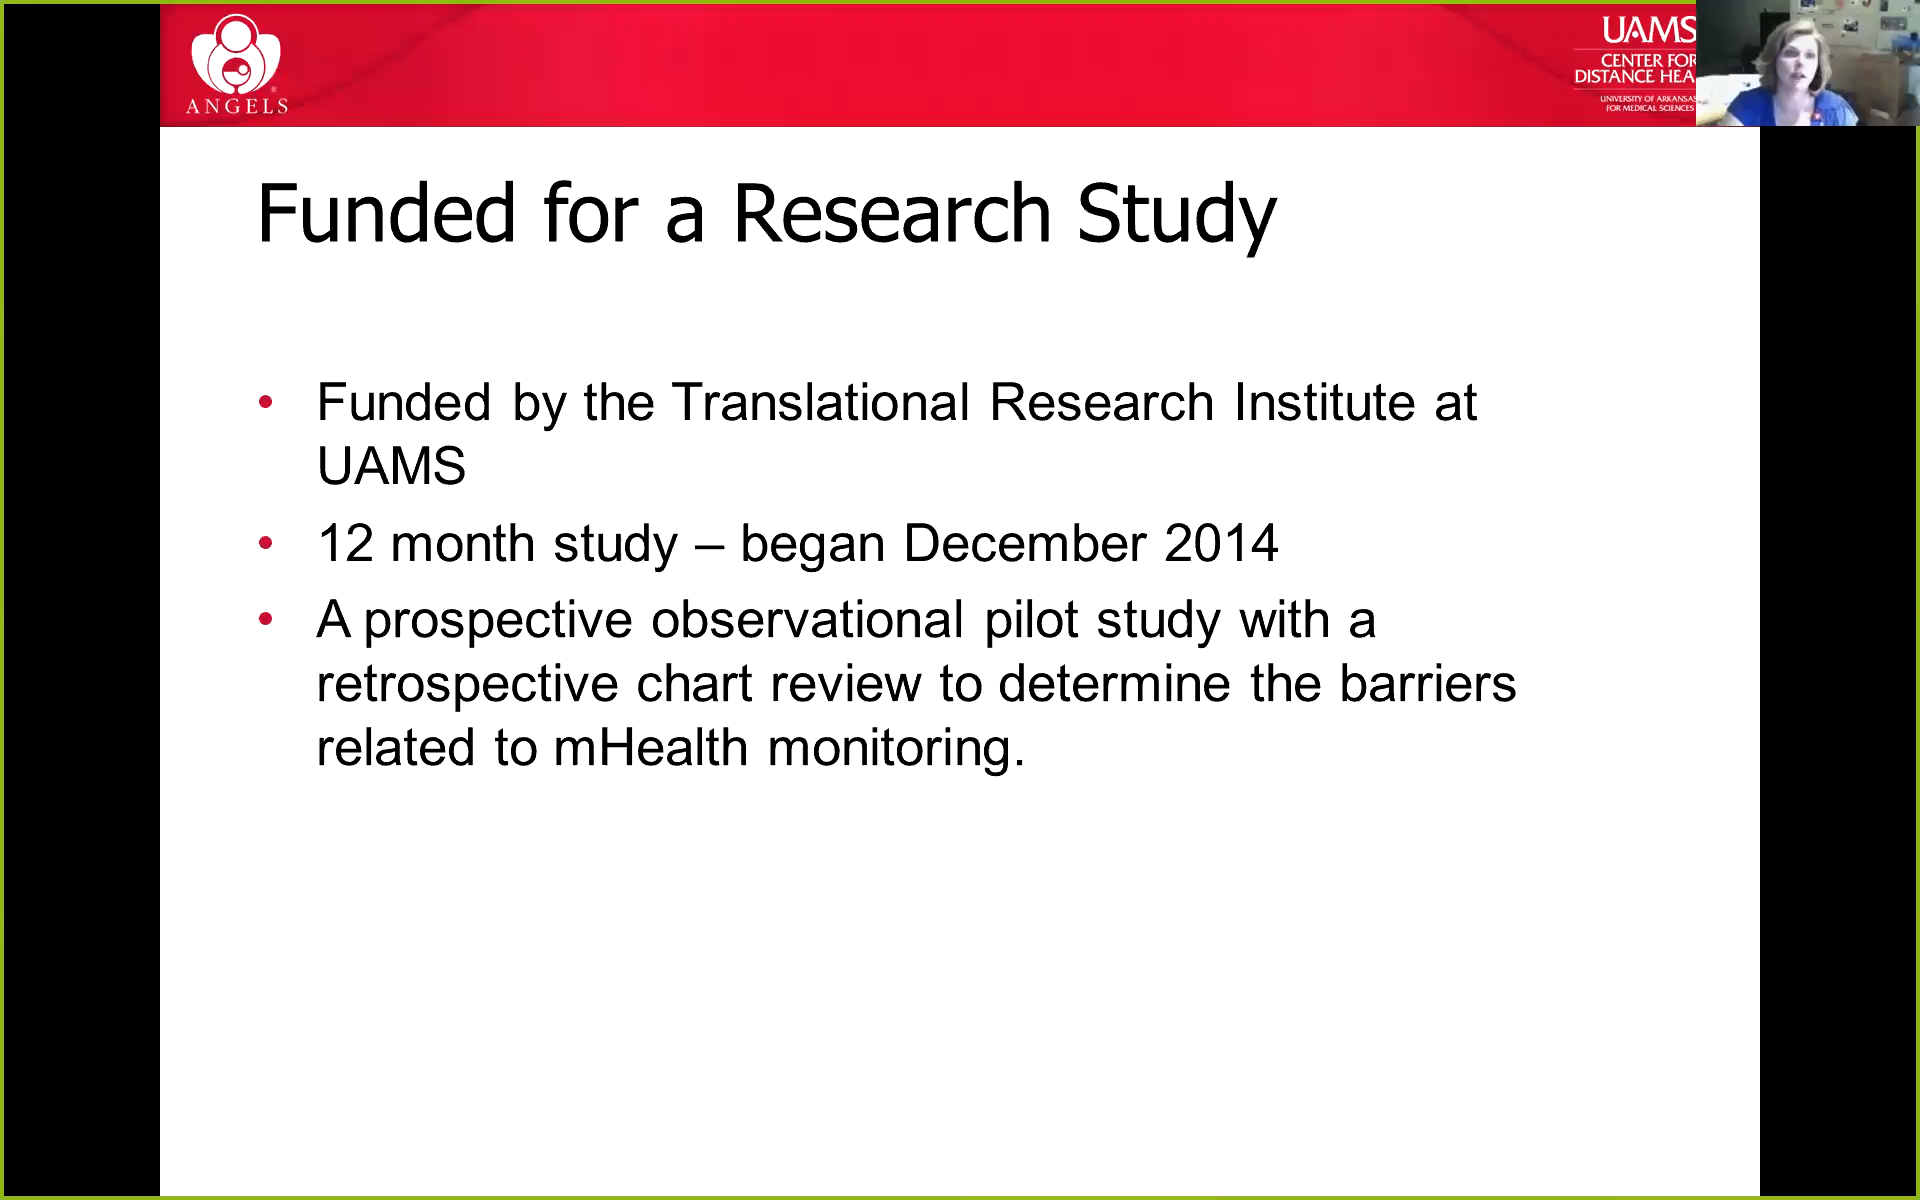 ANGELS
UAMS
CENTER FOR
DISTANCE HEA
UNIVERSITY OF ARKANSAS
FOR MEDICAL SCIENCES
Funded for a Research Study
• Funded by the Translational Research Institute at
UAMS
• 12 month study – began December 2014
• A prospective observational pilot study with a
retrospective chart review to determine the barriers
related to mHealth monitoring.